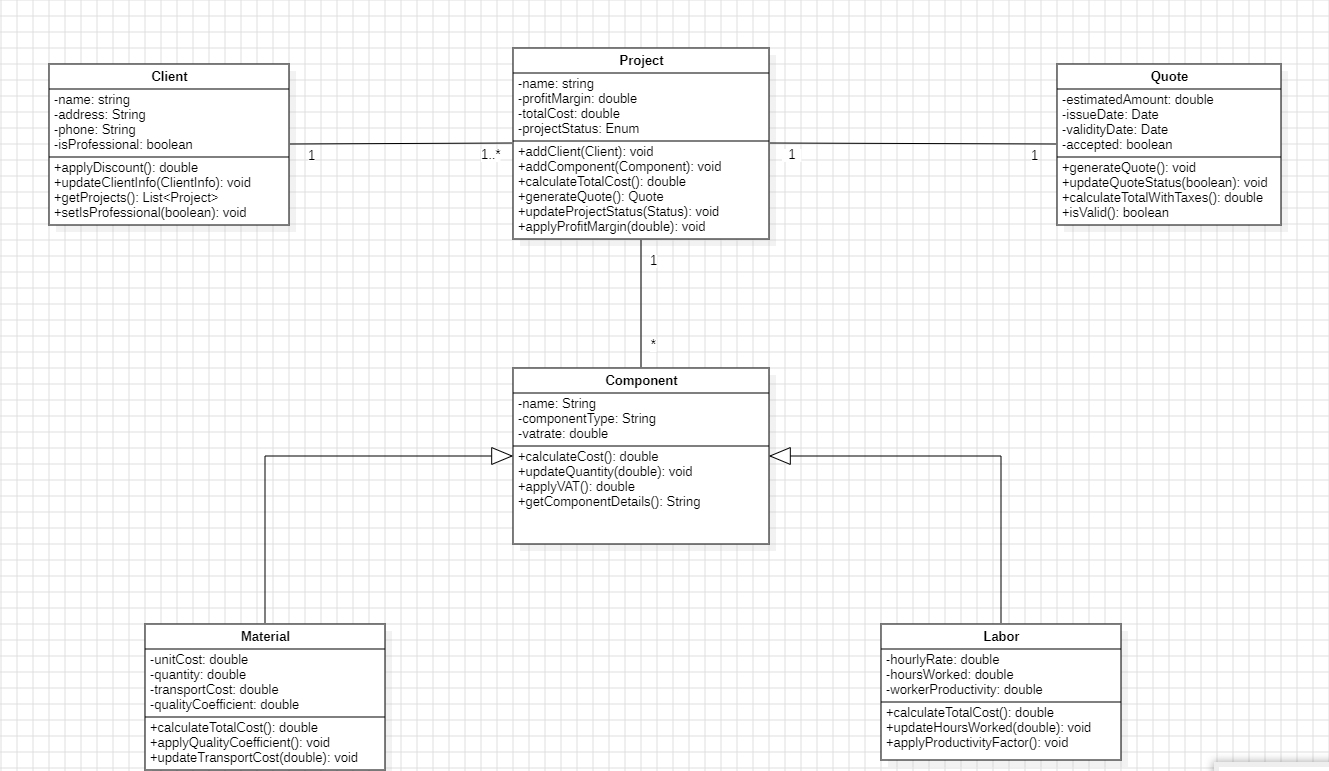 Client
-name: string
-address: String
-phone: String
-isProfessional: boolean
+applyDiscount(): double
+updateClientInfo(ClientInfo): void
+getProjects(): List<Project>
+setIsProfessional(boolean): void
1
1..*
Project
-name: string
-profitMargin: double
-totalCost: double
-projectStatus: Enum
+addClient(Client): void
+addComponent(Component): void
+calculateTotalCost(): double
+generateQuote(): Quote
+updateProjectStatus(Status): void
+applyProfitMargin(double): void
1
1
Quote
-estimatedAmount: double
-issueDate: Date
-validityDate: Date
-accepted: boolean
+generateQuote(): void
+updateQuoteStatus(boolean): void
+calculateTotalWithTaxes(): double
+isValid(): boolean
1
*
Component
-name: String
-componentType: String
-vatrate: double
+calculateCost(): double
+updateQuantity(double): void
+applyVAT(): double
+getComponentDetails(): String
Material
-unitCost: double
-quantity: double
-transportCost: double
-qualityCoefficient: double
+calculateTotalCost(): double
+applyQualityCoefficient(): void
+updateTransportCost(double): void
Labor
-hourlyRate: double
-hoursWorked: double
-workerProductivity: double
+calculateTotalCost(): double
+updateHoursWorked(double): void
+applyProductivityFactor(): void